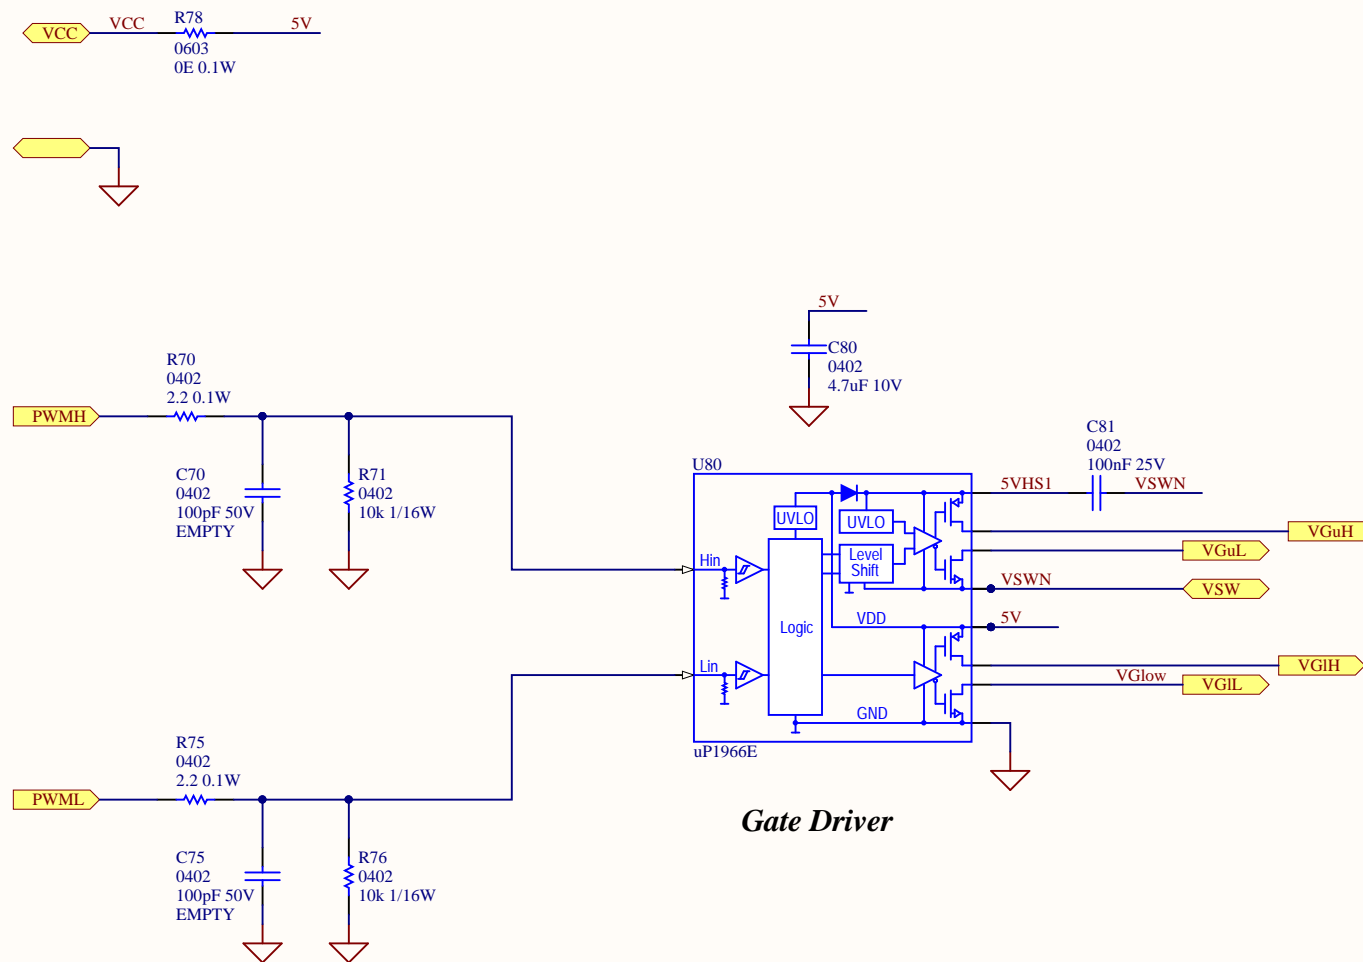 VCC
VCC
R78
5V
0603
0E 0.1W
5V
C80
0402
4.7uF 10V
R70
0402
2.2 0.1W
PWMH
C70
0402
100pF 50V
EMPTY
R71
0402
10k 1/16W
U80
C81
0402
100nF 25V
5VHS1
VSWN
UVLO
UVLO
VGuH
Level
Shift
VGuL
Hin
VSWN
VSW
Logic
VDD
5V
Lin
VGlH
VGlow
VGlL
GND
uP1966E
R75
0402
2.2 0.1W
PWML
Gate Driver
C75
0402
100pF 50V
EMPTY
R76
0402
10k 1/16W